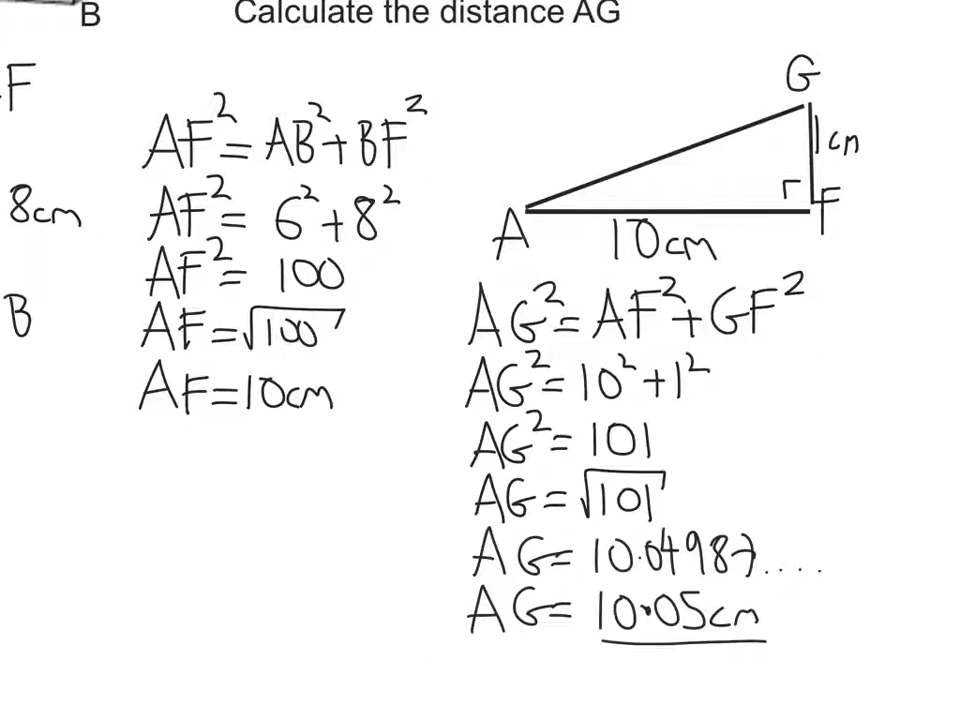 B
Calculate the distance AG
F
8cm
B
AF²=AB²+BF²
AF²= 6²+8²
AF²= 100
AF=√100
AF=10cm
G
1cm
F
A
10cm
AG²=AF²+GF²
AG²=10²+1²
AG²= 101
AG=√101
AG= 10.04987....
AG= 10.05cm